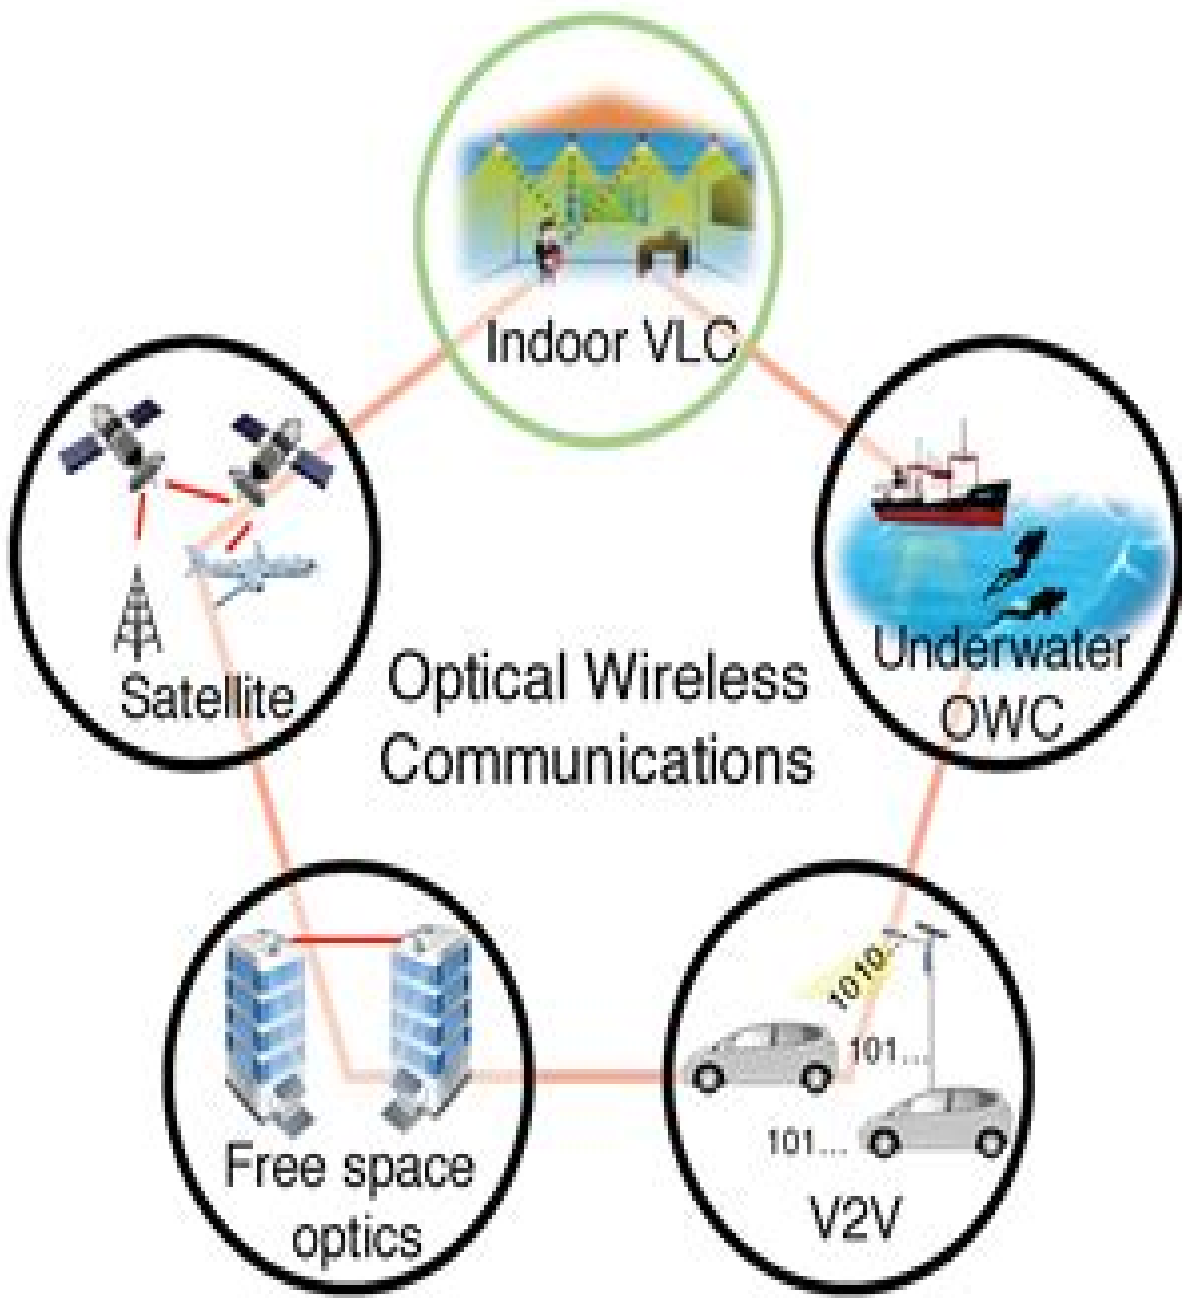 Indoor VLC
Satellite
Underwater
OWC
Optical Wireless
Communications
Free space
optics
1010...
101...
101...
V2V